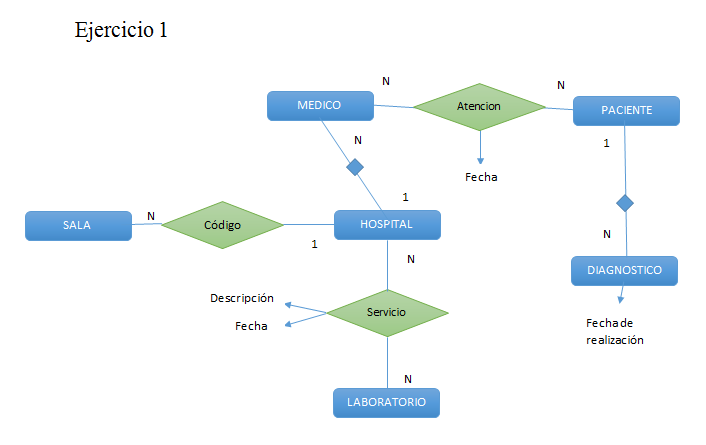 Ejercicio 1
N
N
MEDICO
Atencion
PACIENTE
N
1
Fecha
1
N
SALA
Código
HOSPITAL
1
N
N
DIAGNOSTICO
Descripción
Fecha
Servicio
Fecha de
realización
N
LABORATORIO